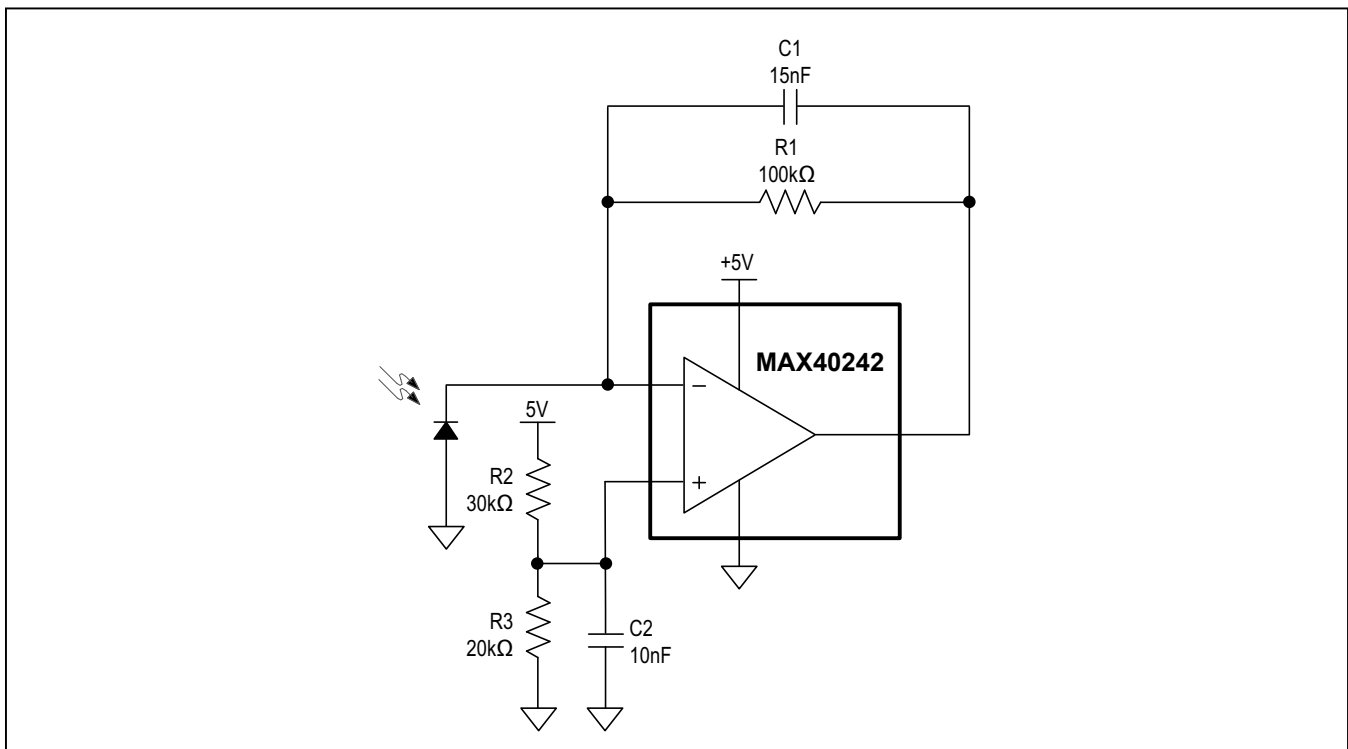 C1
15nF
R1
100kΩ
+5V
MAX40242
−
5V
R2
30kΩ
+
R3
20kΩ
C2
10nF